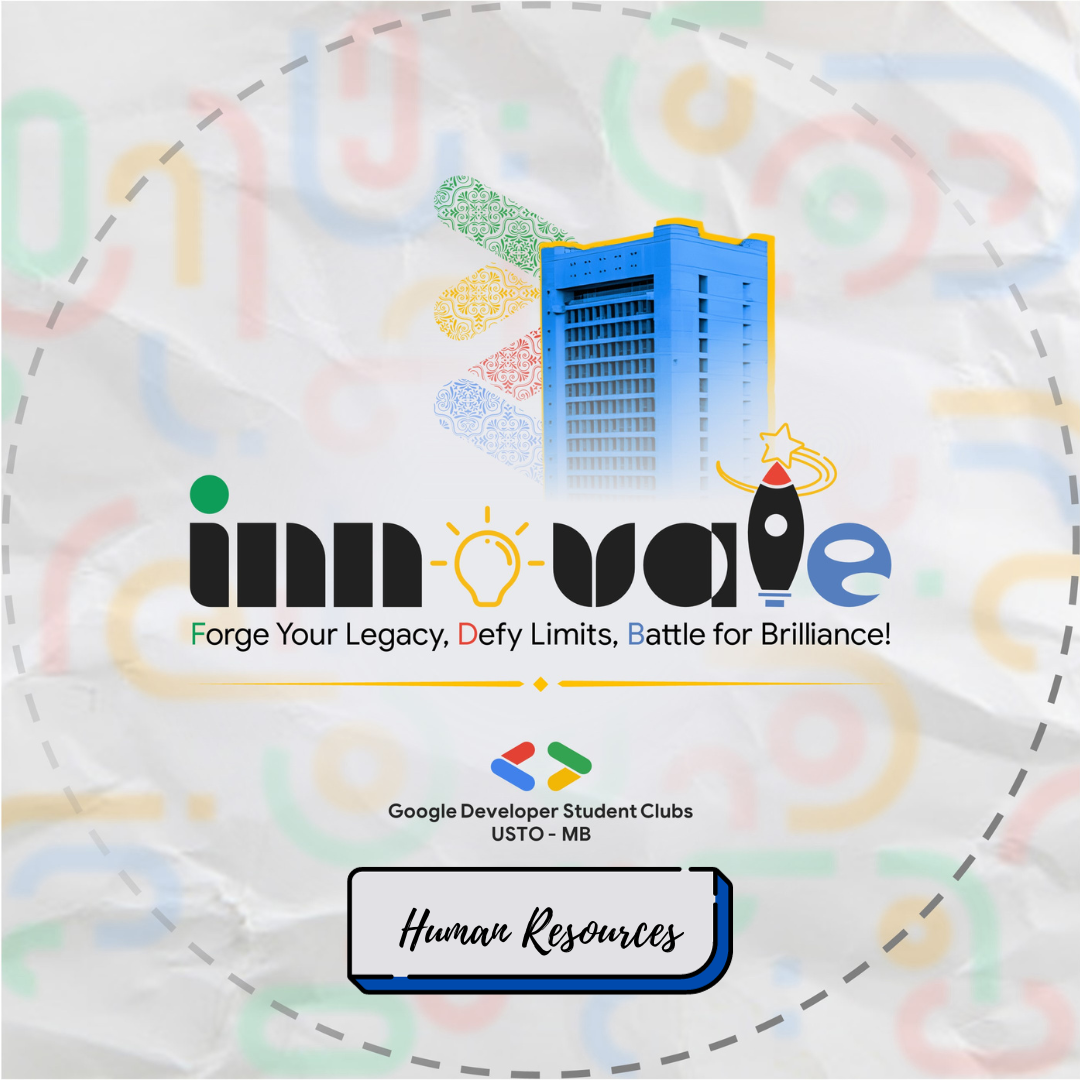 innovate
Forge Your Legacy, Defy Limits, Battle for Brilliance!
Google Developer Student Clubs
USTO - MB
Human Resources